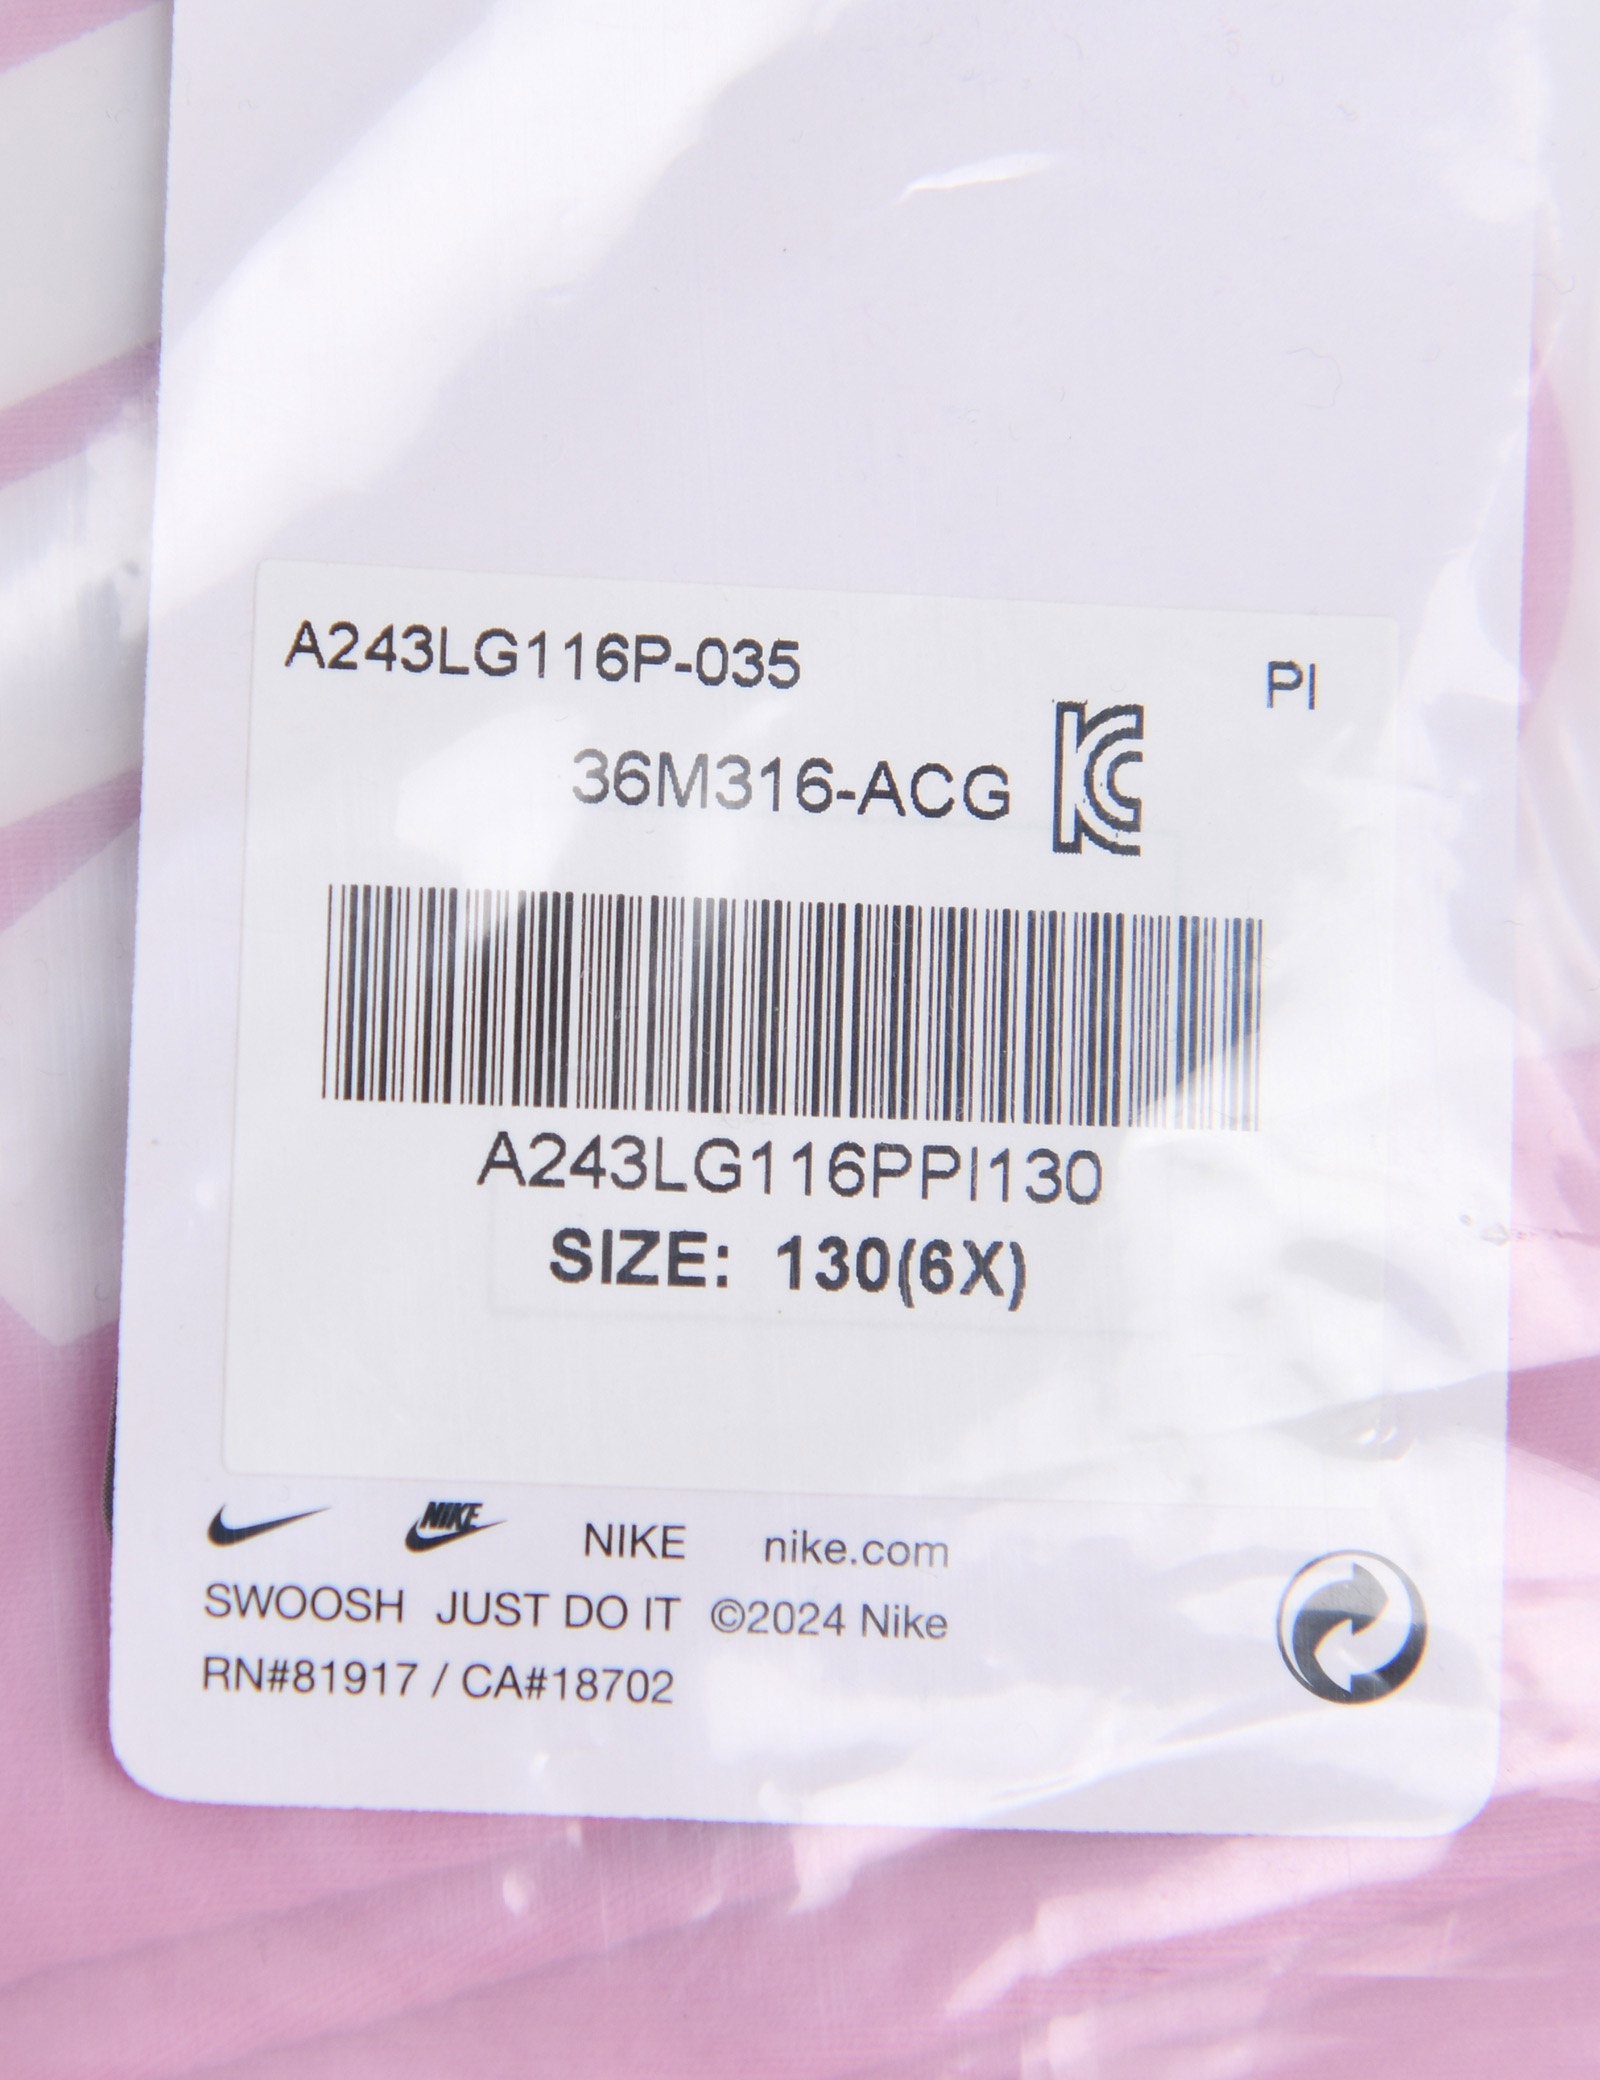 A243LG116P-035 PI
36M316-ACG KC
A243LG116PPI130
SIZE: 130(6X)
NIKE NIKE nike.com
SWOOSH JUST DO IT ©2024 Nike
RN#81917 / CA#18702